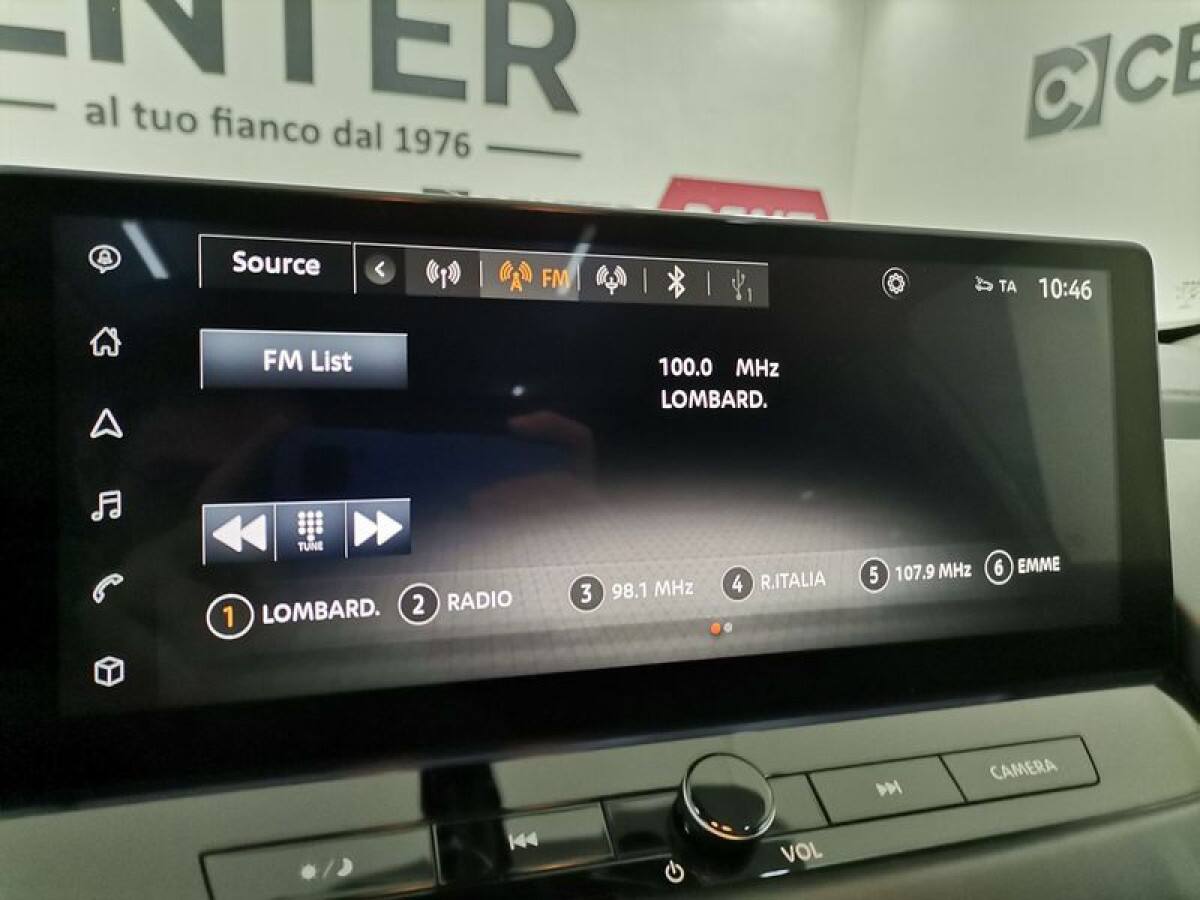 ENTER
al tuo fianco dal 1976
CE
Source
FM
1
TA
10:46
FM List
100.0 MHz
LOMBARD.
TUNE
1 LOMBARD.
2 RADIO
3 98.1 MHz
4 R.ITALIA
5 107.9 MHz
6 EMME
CAMERA
VOL